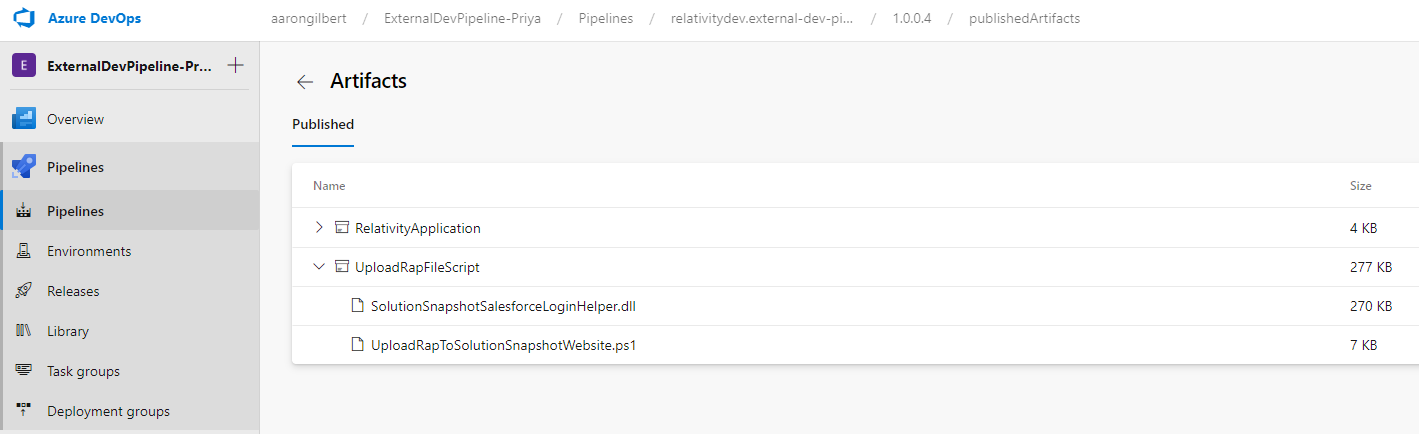 Azure DevOps aarongilbert / ExternalDevPipeline-Priya / Pipelines / relativitydev.external-dev-pi... / 1.0.0.4 / publishedArtifacts
E ExternalDevPipeline-Pr...
Overview
Pipelines
Pipelines
Environments
Releases
Library
Task groups
Deployment groups
Artifacts
Published
Name Size
RelativityApplication 4 KB
UploadRapFileScript 277 KB
SolutionSnapshotSalesforceLoginHelper.dll 270 KB
UploadRapToSolutionSnapshotWebsite.ps1 7 KB